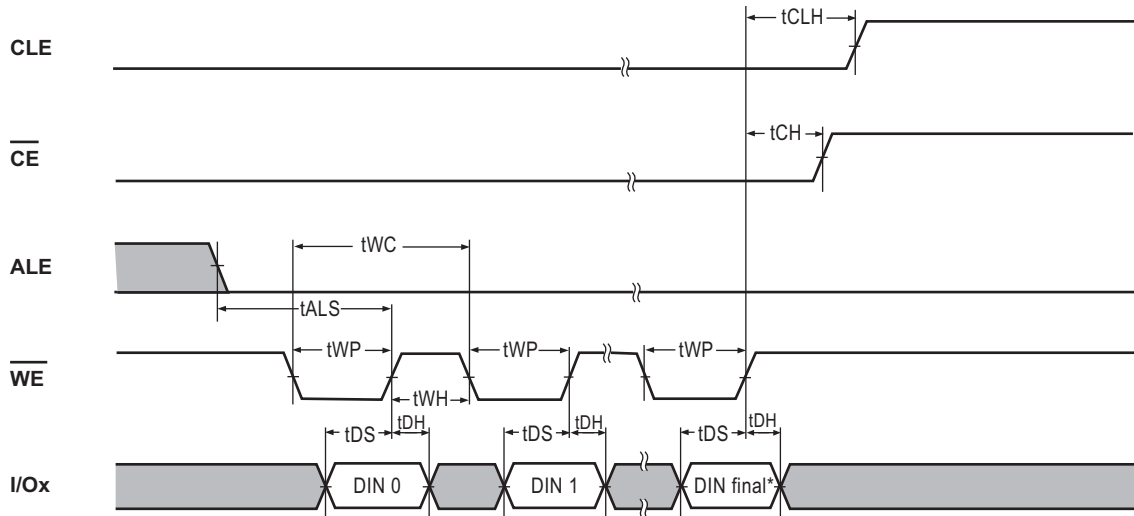 CLE
tCLH
CE
tCH
ALE
tWC
tALS
WE
tWP
tWP
tWP
tWH
tDS
tDH
tDS
tDH
tDS
tDH
I/Ox
DIN 0
DIN 1
DIN final*